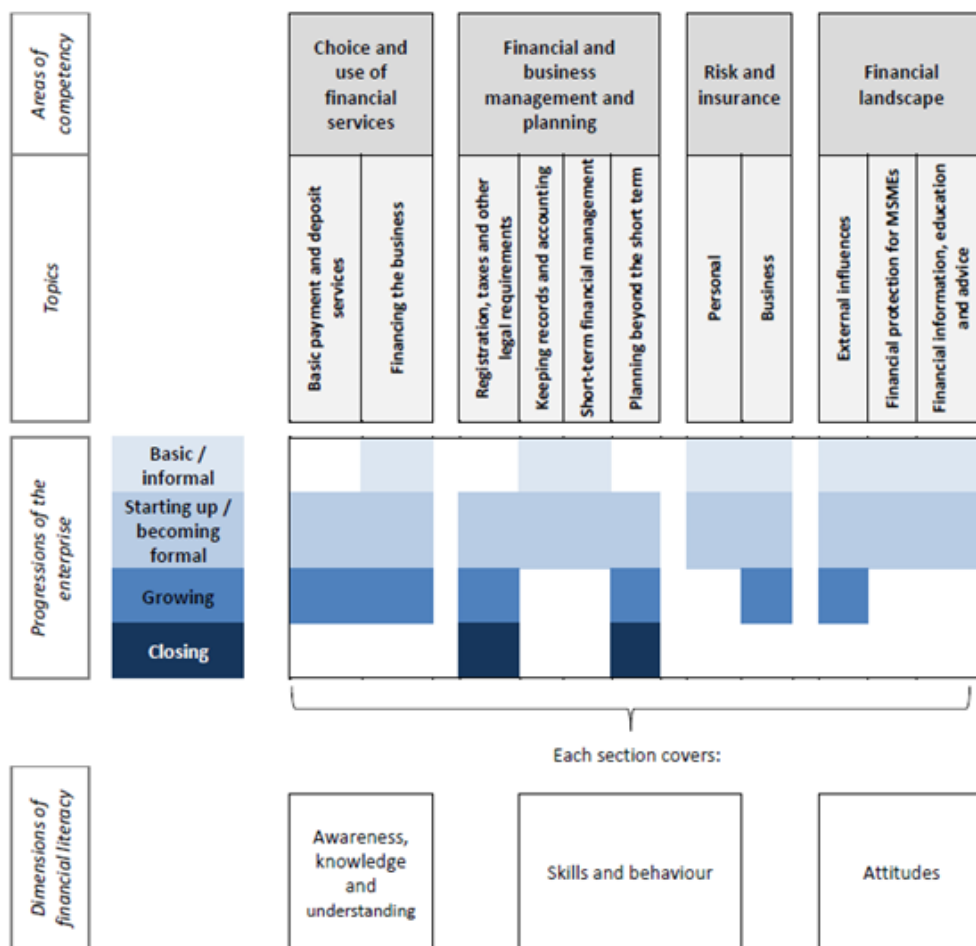 Areas of
competency
Choice and
use of
financial
services
Financial and
business
management and
planning
Risk and
insurance
Financial
landscape
Topics
Basic payment and deposit
services
Financing the business
Registration, taxes and other
legal requirements
Keeping records and accounting
Short-term financial management
Planning beyond the short term
Personal
Business
External influences
Financial protection for MSMEs
Financial information, education
and advice
Progressions of the
enterprise
Basic /
informal
Starting up /
becoming
formal
Growing
Closing
Each section covers:
Dimensions of
financial literacy
Awareness,
knowledge
and
understanding
Skills and behaviour
Attitudes